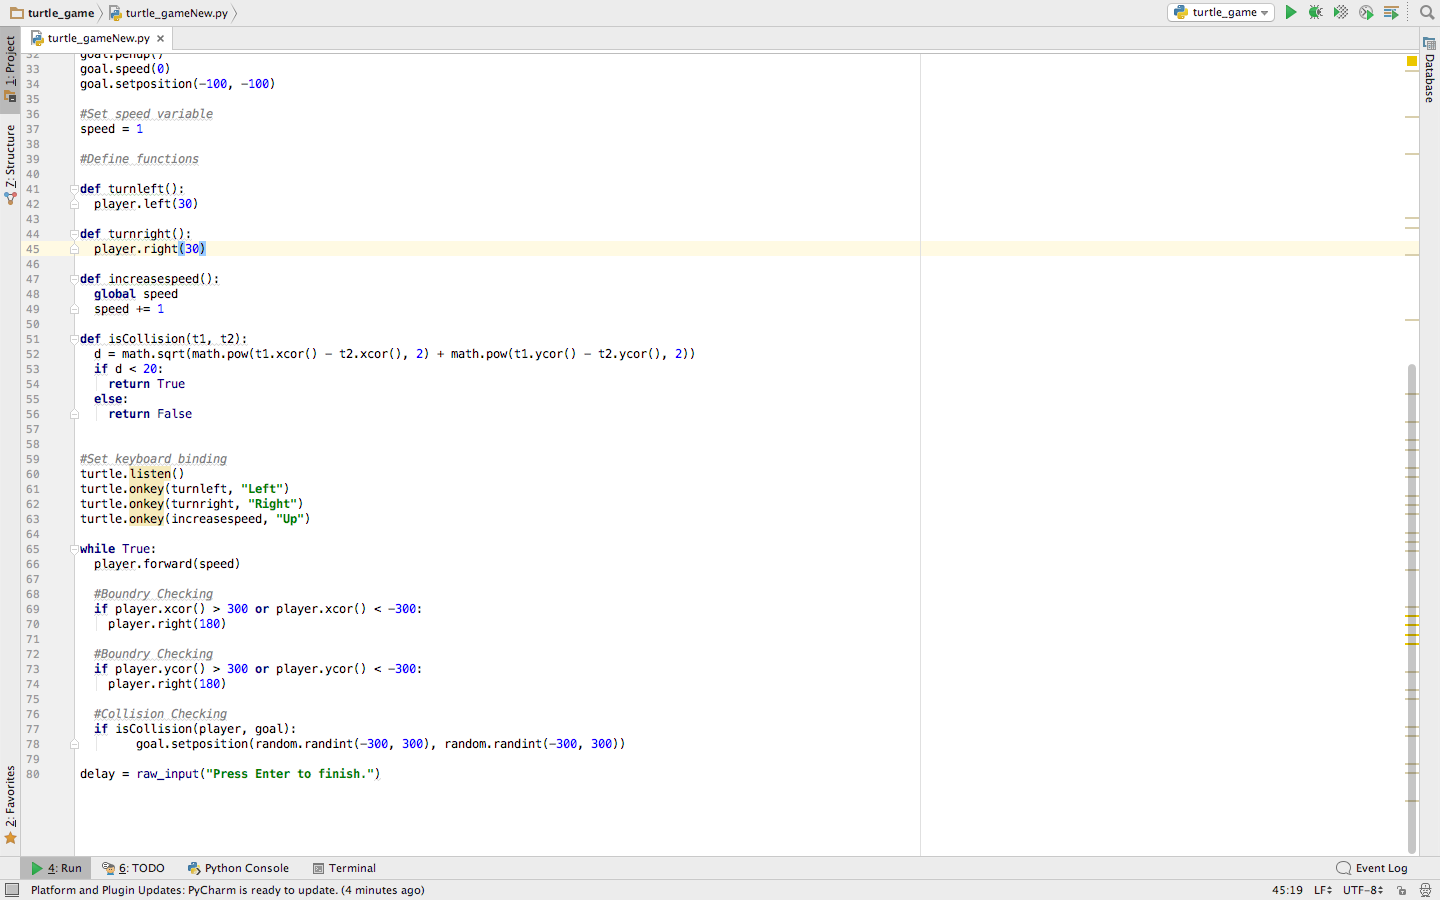 turtle_game
turtle_gameNew.py
turtle_game
turtle_gameNew.py
1: Project
7: Structure
2: Favorites
Database
32 goal.penup()
33 goal.speed(0)
34 goal.setposition(-100, -100)
35
36 #Set speed variable
37 speed = 1
38
39 #Define functions
40
41 def turnleft():
42 player.left(30)
43
44 def turnright():
45 player.right(30)
46
47 def increasespeed():
48 global speed
49 speed += 1
50
51 def isCollision(t1, t2):
52 d = math.sqrt(math.pow(t1.xcor() - t2.xcor(), 2) + math.pow(t1.ycor() - t2.ycor(), 2))
53 if d < 20:
54 return True
55 else:
56 return False
57
58
59 #Set keyboard binding
60 turtle.listen()
61 turtle.onkey(turnleft, "Left")
62 turtle.onkey(turnright, "Right")
63 turtle.onkey(increasespeed, "Up")
64
65 while True:
66 player.forward(speed)
67
68 #Boundry Checking
69 if player.xcor() > 300 or player.xcor() < -300:
70 player.right(180)
71
72 #Boundry Checking
73 if player.ycor() > 300 or player.ycor() < -300:
74 player.right(180)
75
76 #Collision Checking
77 if isCollision(player, goal):
78 goal.setposition(random.randint(-300, 300), random.randint(-300, 300))
79
80 delay = raw_input("Press Enter to finish.")
4: Run
6: TODO
Python Console
Terminal
Event Log
Platform and Plugin Updates: PyCharm is ready to update. (4 minutes ago)
45:19
LF
UTF-8